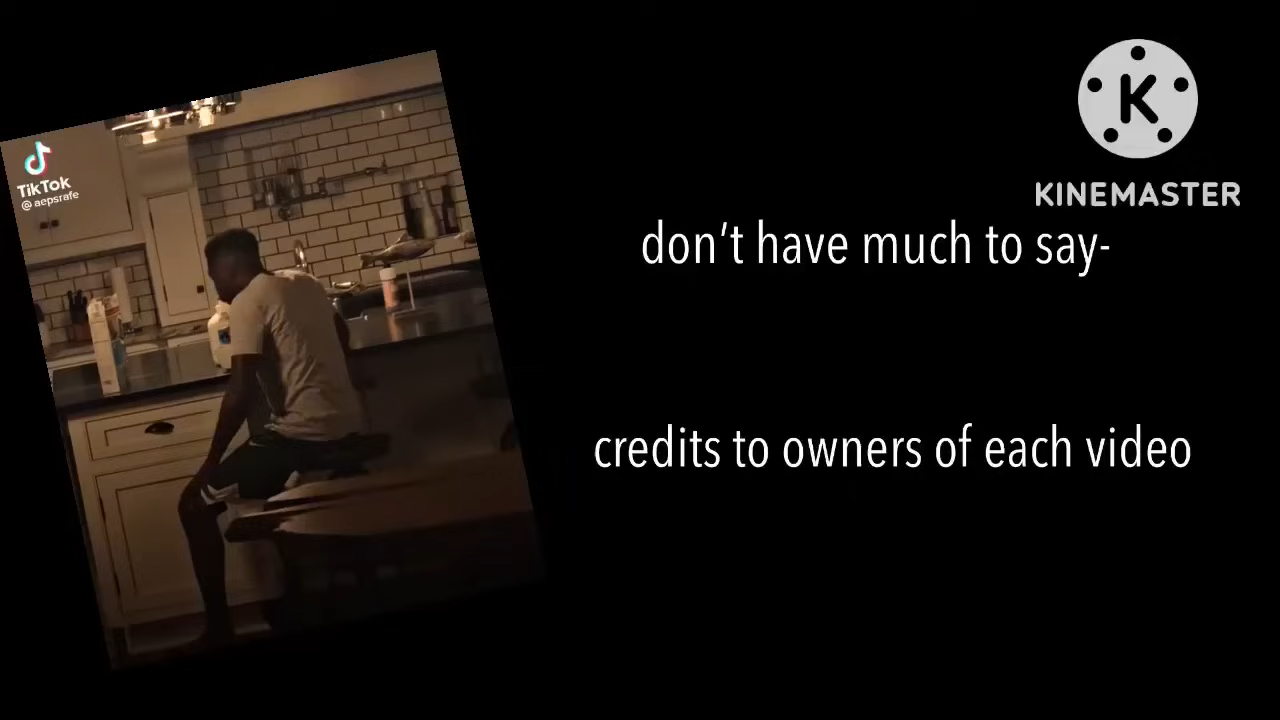 TikTok
@aepsrafe
K
KINEMASTER
don't have much to say-
credits to owners of each video